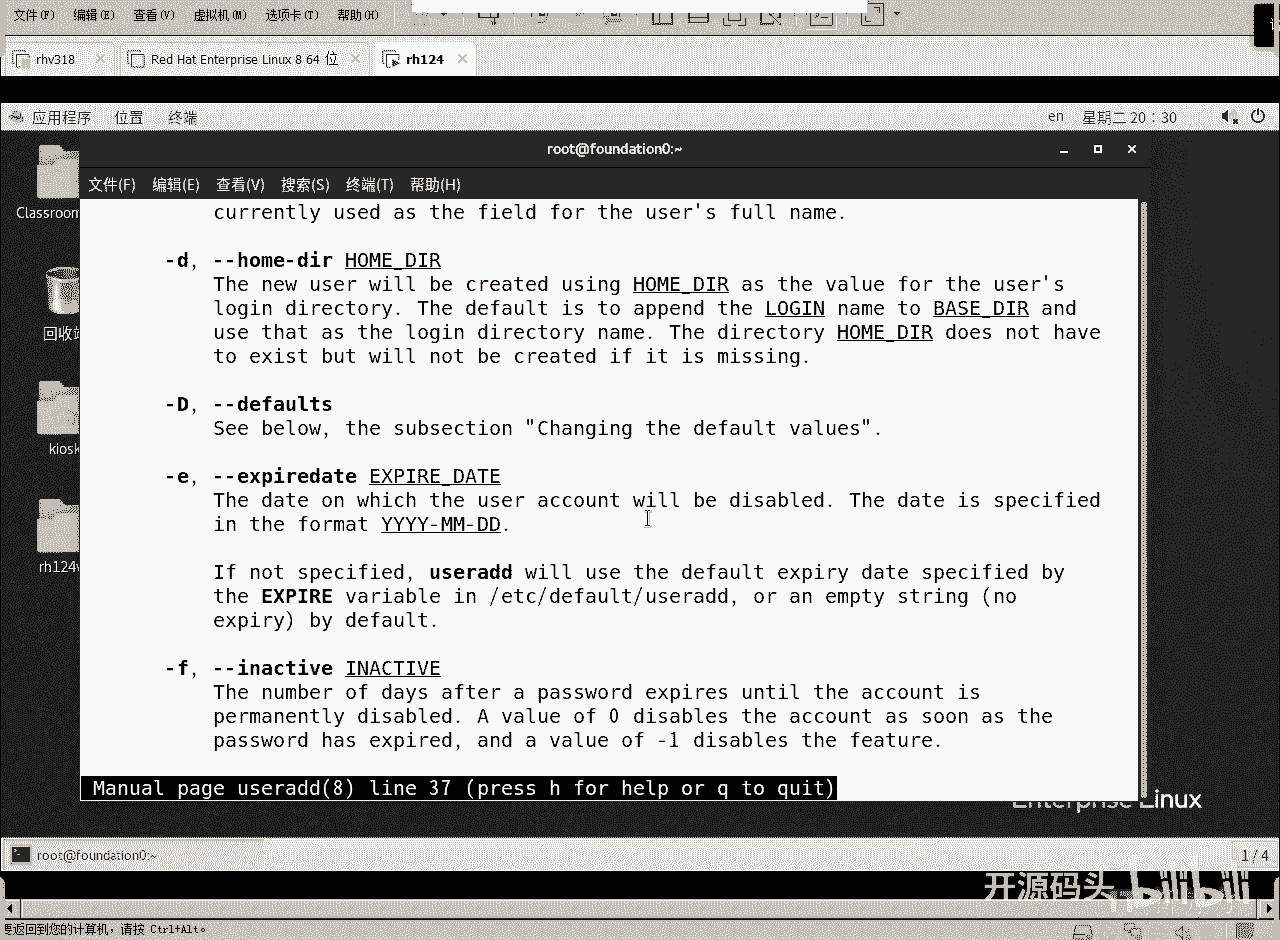 文件(F) 编辑(E) 查看(V) 虚拟机(M) 选项卡(T) 帮助(H)
rhv318 Red Hat Enterprise Linux 8 64 位 rh124
应用程序 位置 终端 en 星期二 20∶30
root@foundation0:~
文件(F) 编辑(E) 查看(V) 搜索(S) 终端(T) 帮助(H)
currently used as the field for the user's full name.
-d, --home-dir HOME_DIR
The new user will be created using HOME_DIR as the value for the user's
login directory. The default is to append the LOGIN name to BASE_DIR and
use that as the login directory name. The directory HOME_DIR does not have
to exist but will not be created if it is missing.
-D, --defaults
See below, the subsection "Changing the default values".
-e, --expiredate EXPIRE_DATE
The date on which the user account will be disabled. The date is specified
in the format YYYY-MM-DD.
If not specified, useradd will use the default expiry date specified by
the EXPIRE variable in /etc/default/useradd, or an empty string (no
expiry) by default.
-f, --inactive INACTIVE
The number of days after a password expires until the account is
permanently disabled. A value of 0 disables the account as soon as the
password has expired, and a value of -1 disables the feature.
Manual page useradd(8) line 37 (press h for help or q to quit)
Classroom
回收
kiosk
rh124
Enterprise Linux
root@foundation0:~ 1 / 4
开源码头 bilibili
要返回到您的计算机，请按 Ctrl+Alt。